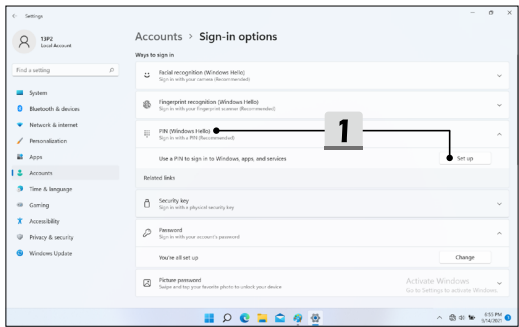 Settings
13P2
Local Account
Find a setting
System
Bluetooth & devices
Network & internet
Personalization
Apps
Accounts
Time & language
Gaming
Accessibility
Privacy & security
Windows Update
Accounts > Sign-in options
Ways to sign in
Facial recognition (Windows Hello)
Sign in with your camera (Recommended)
Fingerprint recognition (Windows Hello)
Sign in with your fingerprint scanner (Recommended)
PIN (Windows Hello)
Sign in with a PIN (Recommended)
1
Use a PIN to sign in to Windows, apps, and services
Set up
Related links
Security key
Sign in with a physical security key
Password
Sign in with your account's password
You're all set up
Change
Picture password
Swipe and tap your favorite photo to unlock your device
Activate Windows
Go to Settings to activate Windows.
6:55 PM
5/14/2021